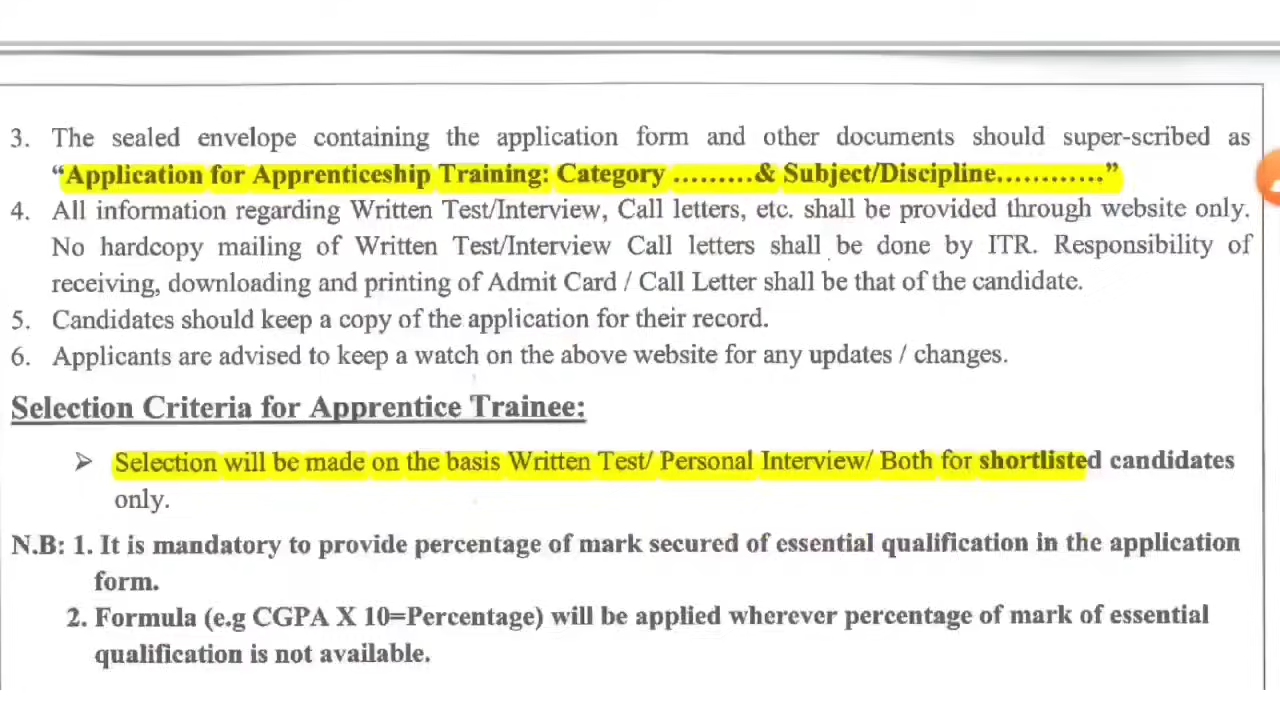 3. The sealed envelope containing the application form and other documents should super-scribed as
“Application for Apprenticeship Training: Category .........& Subject/Discipline............”
4. All information regarding Written Test/Interview, Call letters, etc. shall be provided through website only.
No hardcopy mailing of Written Test/Interview Call letters shall be done by ITR. Responsibility of
receiving, downloading and printing of Admit Card / Call Letter shall be that of the candidate.
5. Candidates should keep a copy of the application for their record.
6. Applicants are advised to keep a watch on the above website for any updates / changes.
Selection Criteria for Apprentice Trainee:
➢ Selection will be made on the basis Written Test/ Personal Interview/ Both for shortlisted candidates
only.
N.B: 1. It is mandatory to provide percentage of mark secured of essential qualification in the application
form.
2. Formula (e.g CGPA X 10=Percentage) will be applied wherever percentage of mark of essential
qualification is not available.